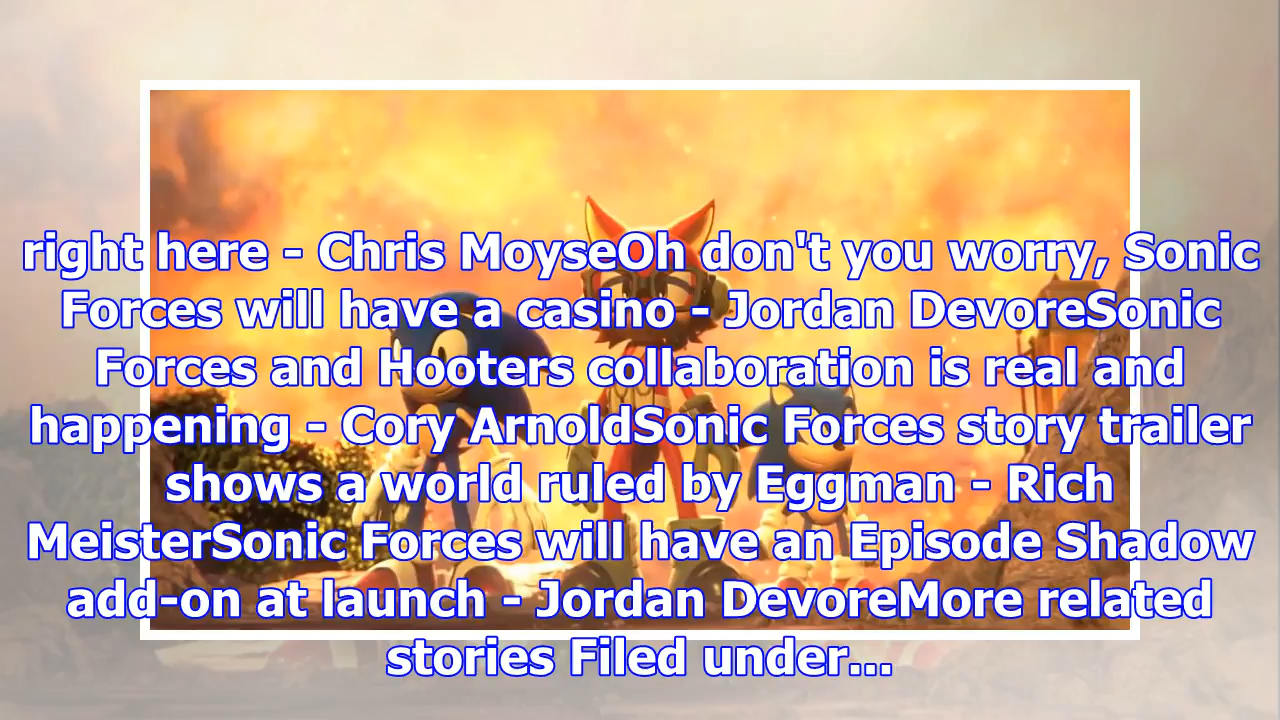 right here - Chris MoyseOh don't you worry, Sonic
Forces will have a casino - Jordan DevoreSonic
Forces and Hooters collaboration is real and
happening - Cory ArnoldSonic Forces story trailer
shows a world ruled by Eggman - Rich
MeisterSonic Forces will have an Episode Shadow
add-on at launch - Jordan DevoreMore related
stories Filed under...